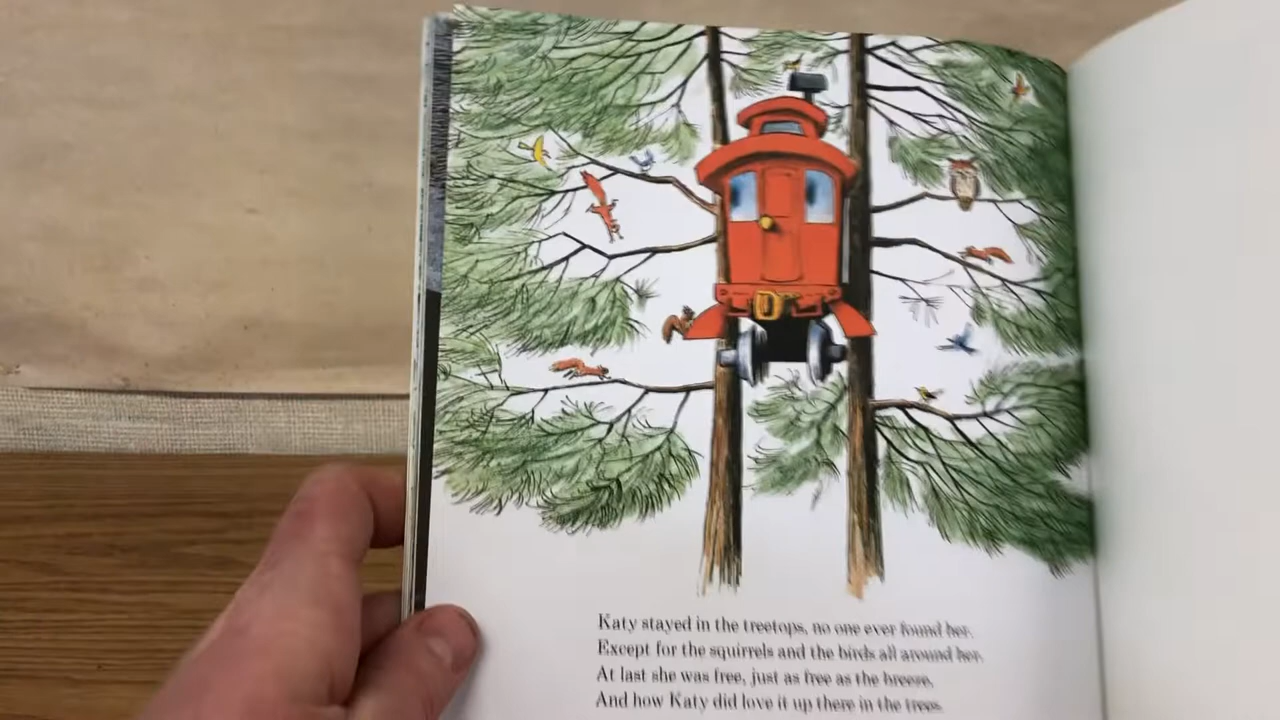 Katy stayed in the treetops, no one ever found her.
Except for the squirrels and the birds all around her.
At last she was free, just as free as the breeze.
And how Katy did love it up there in the trees.